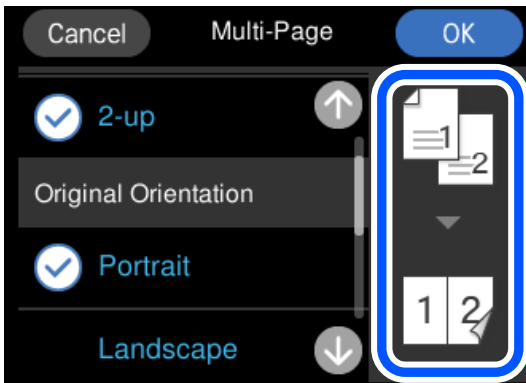 Cancel Multi-Page OK
2-up
Original Orientation
Portrait
Landscape
1
2
1 2